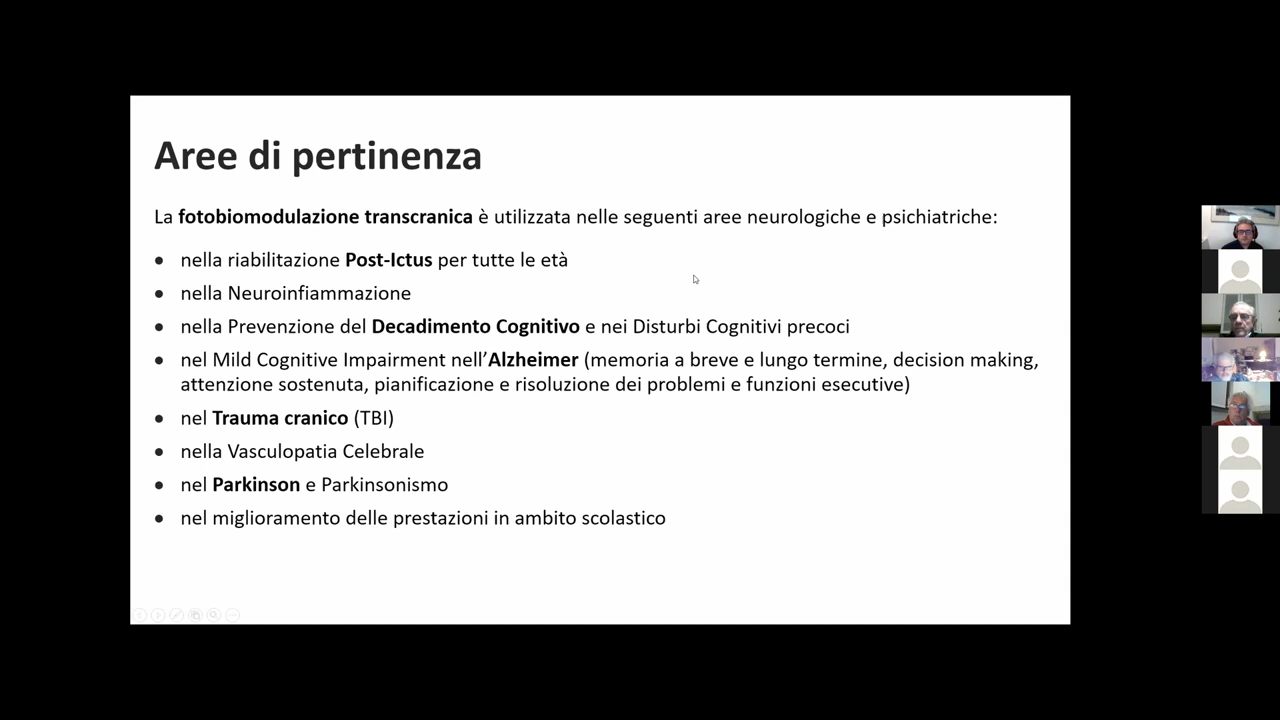 Aree di pertinenza
La fotobiomodulazione transcranica è utilizzata nelle seguenti aree neurologiche e psichiatriche:
• nella riabilitazione Post-Ictus per tutte le età
• nella Neuroinfiammazione
• nella Prevenzione del Decadimento Cognitivo e nei Disturbi Cognitivi precoci
• nel Mild Cognitive Impairment nell’Alzheimer (memoria a breve e lungo termine, decision making,
attenzione sostenuta, pianificazione e risoluzione dei problemi e funzioni esecutive)
• nel Trauma cranico (TBI)
• nella Vasculopatia Celebrale
• nel Parkinson e Parkinsonismo
• nel miglioramento delle prestazioni in ambito scolastico